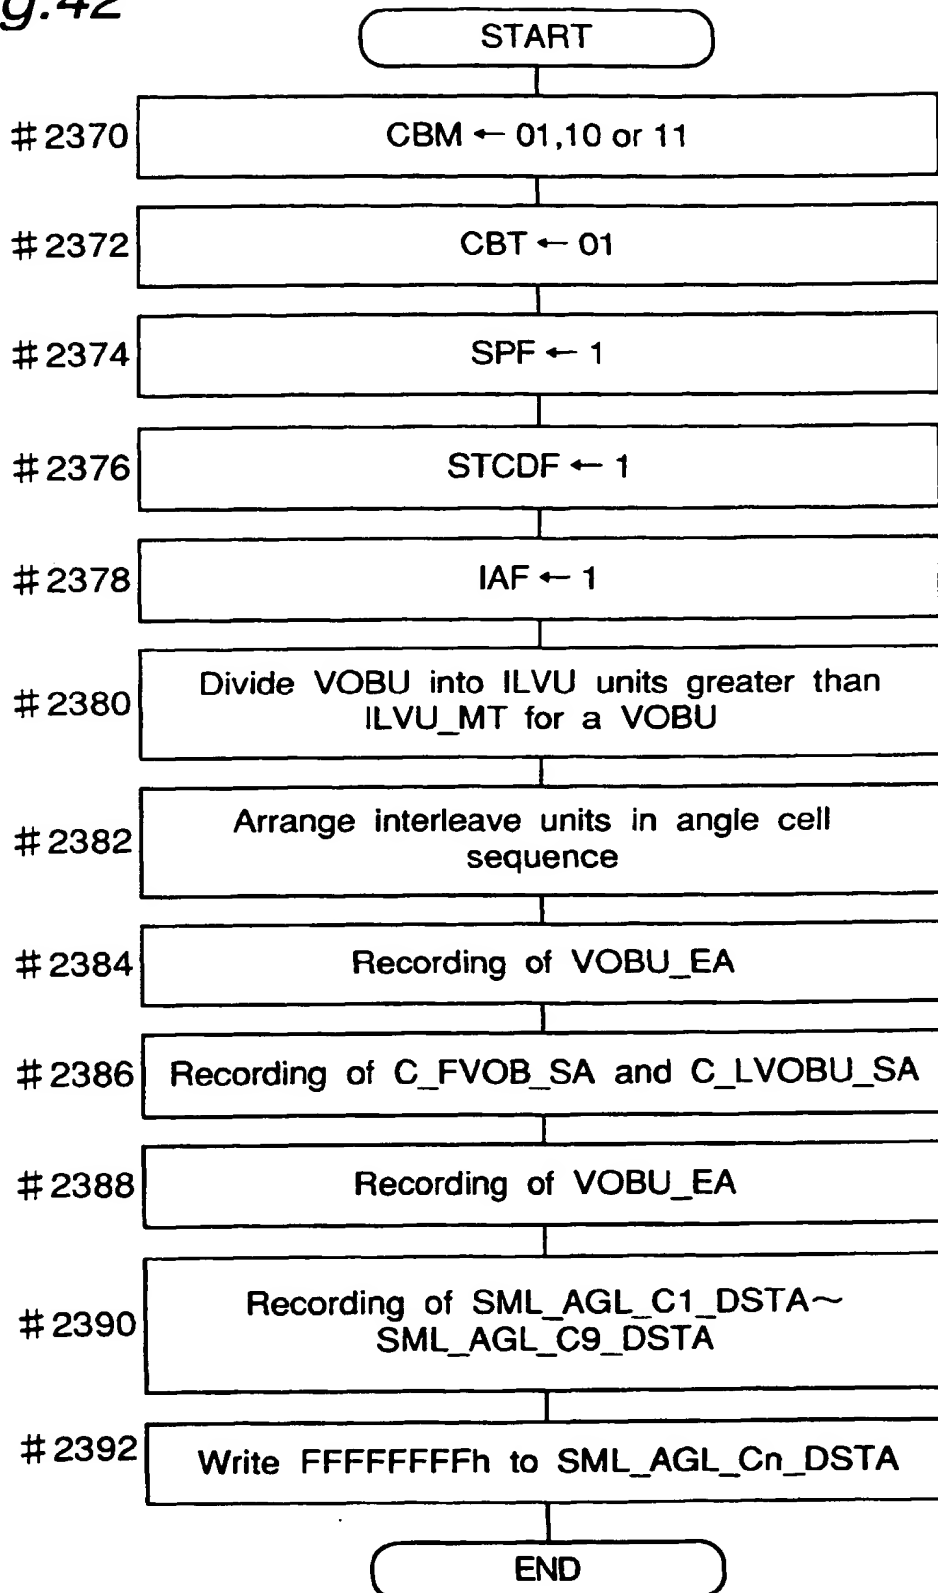 g.42
START
#2370
CBM ← 01,10 or 11
#2372
CBT ← 01
#2374
SPF ← 1
#2376
STCDF ← 1
#2378
IAF ← 1
#2380
Divide VOBU into ILVU units greater than
ILVU_MT for a VOBU
#2382
Arrange interleave units in angle cell
sequence
#2384
Recording of VOBU_EA
#2386
Recording of C_FVOB_SA and C_LVOBU_SA
#2388
Recording of VOBU_EA
#2390
Recording of SML_AGL_C1_DSTA~
SML_AGL_C9_DSTA
#2392
Write FFFFFFFFh to SML_AGL_Cn_DSTA
END